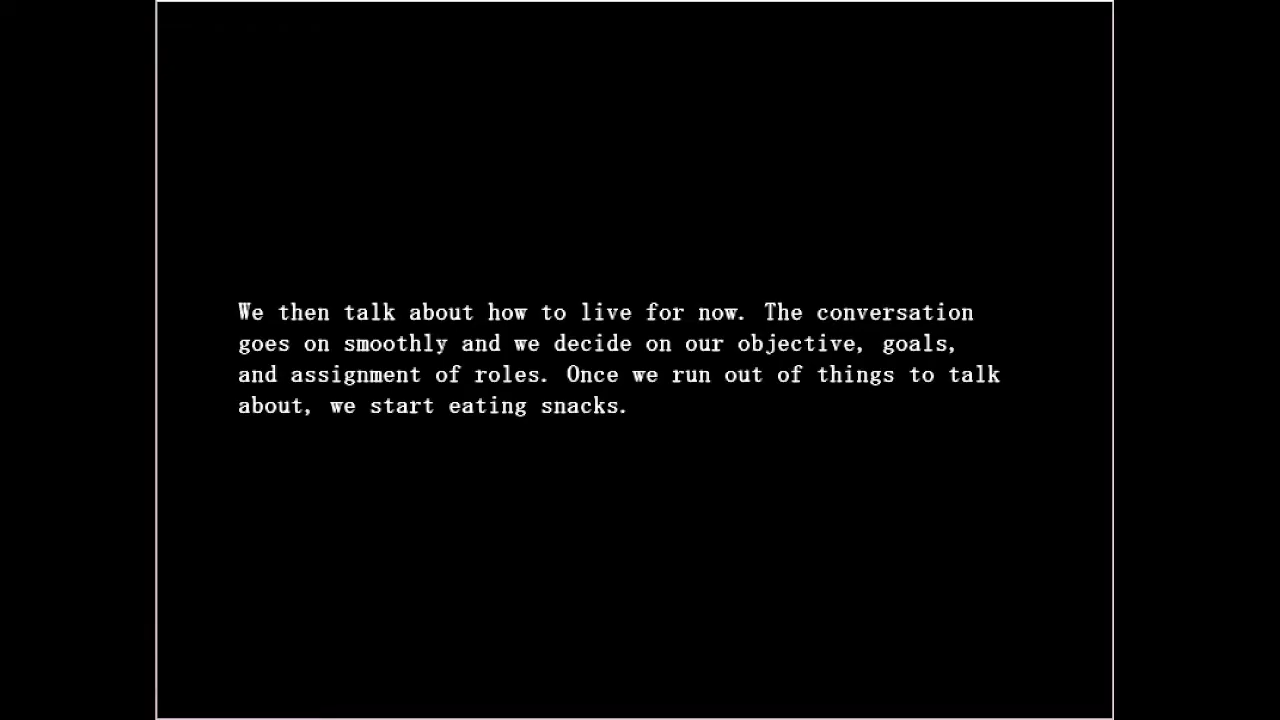 We then talk about how to live for now. The conversation
goes on smoothly and we decide on our objective, goals,
and assignment of roles. Once we run out of things to talk
about, we start eating snacks.